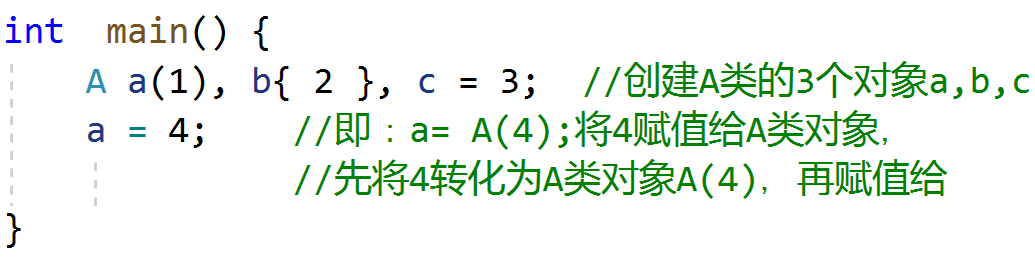 int main() {
A a(1), b{ 2 }, c = 3; //创建A类的3个对象a,b,c
a = 4; //即：a= A(4);将4赋值给A类对象，
//先将4转化为A类对象A(4)，再赋值给
}